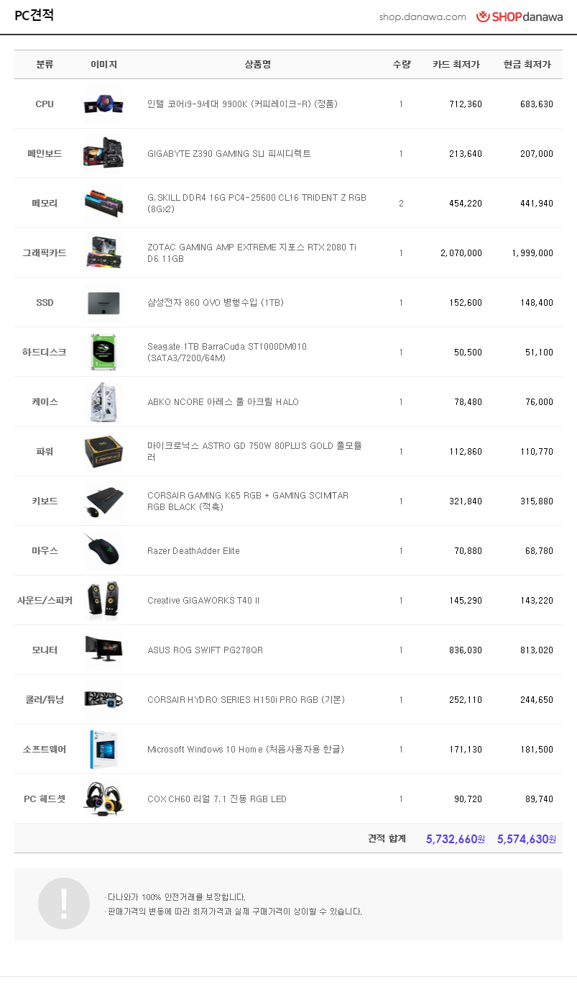 PC견적
shop.danawa.com SHOPdanawa
분류 이미지 상품명 수량 카드 최저가 현금 최저가
CPU 인텔 코어i9-9세대 9900K (커피레이크-R) (정품) 1 712,360 683,630
메인보드 GIGABYTE Z390 GAMING SLI 피씨디렉트 1 213,640 207,000
메모리 G.SKILL DDR4 16G PC4-25600 CL16 TRIDENT Z RGB
(8Gx2) 2 454,220 441,940
그래픽카드 ZOTAC GAMING AMP EXTREME 지포스 RTX 2080 Ti
D6 11GB 1 2,070,000 1,999,000
SSD 삼성전자 860 QVO 병행수입 (1TB) 1 152,600 148,400
하드디스크 Seagate 1TB BarraCuda ST1000DM010
(SATA3/7200/64M) 1 50,500 51,100
케이스 ABKO NCORE 아레스 풀 아크릴 HALO 1 78,480 76,000
파워 마이크로닉스 ASTRO GD 750W 80PLUS GOLD 풀모듈
러 1 112,860 110,770
키보드 CORSAIR GAMING K65 RGB + GAMING SCIMITAR
RGB BLACK (적축) 1 321,840 315,880
마우스 Razer DeathAdder Elite 1 70,880 68,780
사운드/스피커 Creative GIGAWORKS T40 II 1 145,290 143,220
모니터 ASUS ROG SWIFT PG278QR 1 836,030 813,020
쿨러/튜닝 CORSAIR HYDRO SERIES H150i PRO RGB (기본) 1 252,110 244,650
소프트웨어 Microsoft Windows 10 Home (처음사용자용 한글) 1 171,130 181,500
PC 헤드셋 COX CH60 리얼 7.1 진동 RGB LED 1 90,720 89,740
견적 합계 5,732,660원 5,574,630원
· 다나와가 100% 안전거래를 보장합니다.
· 판매가격의 변동에 따라 최저가격과 실제 구매가격이 상이할 수 있습니다.